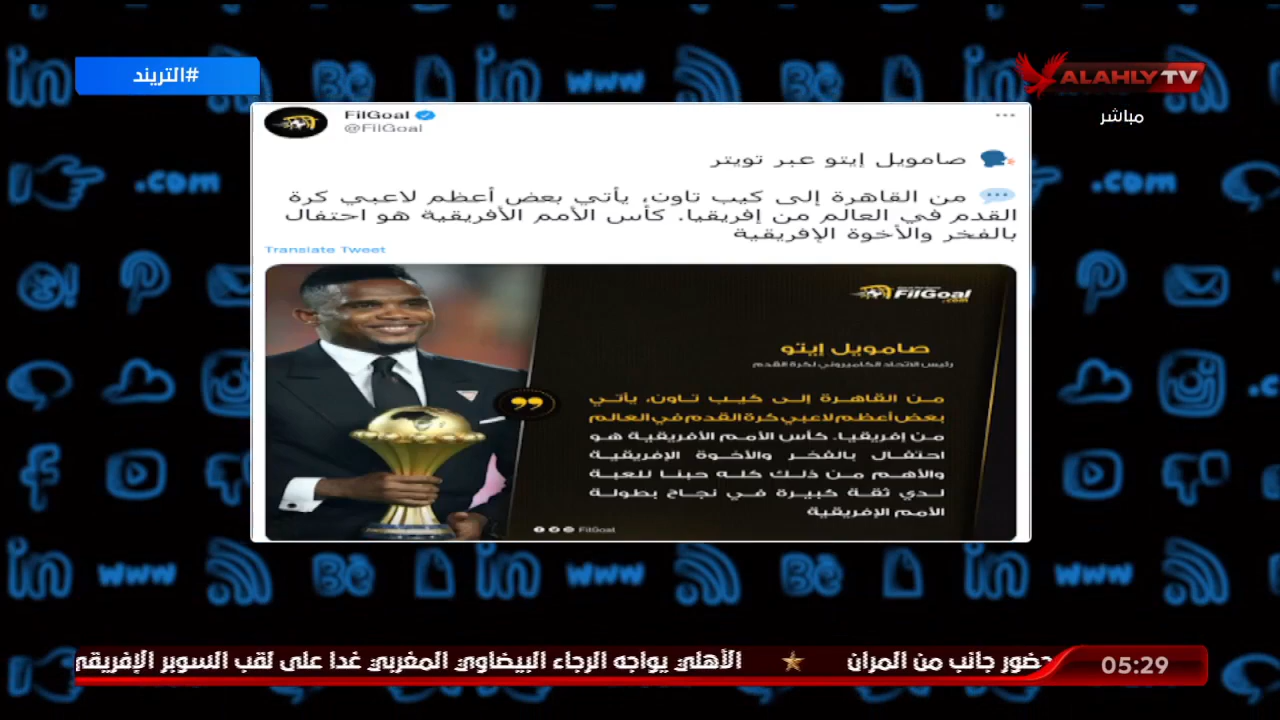 #التريند
ALAHLY TV
مباشر
FilGoal
@FilGoal
صامويل إيتو عبر تويتر
من القاهرة إلى كيب تاون، يأتي بعض أعظم لاعبي كرة
القدم في العالم من إفريقيا. كأس الأمم الأفريقية هو احتفال
بالفخر والأخوة الإفريقية
Translate Tweet
FilGoal
.com
صامويل إيتو
رئيس الاتحاد الكاميروني لكرة القدم
من القاهرة إلى كيب تاون، يأتي
بعض أعظم لاعبي كرة القدم في العالم
من إفريقيا. كأس الأمم الأفريقية هو
احتفال بالفخر والأخوة الإفريقية
والأهم من ذلك كله حبنا للعبة
لدي ثقة كبيرة في نجاح بطولة
الأمم الإفريقية
FilGoal
حضور جانب من المران ★ الأهلي يواجه الرجاء البيضاوي المغربي غدا على لقب السوبر الإفريقي
05:29